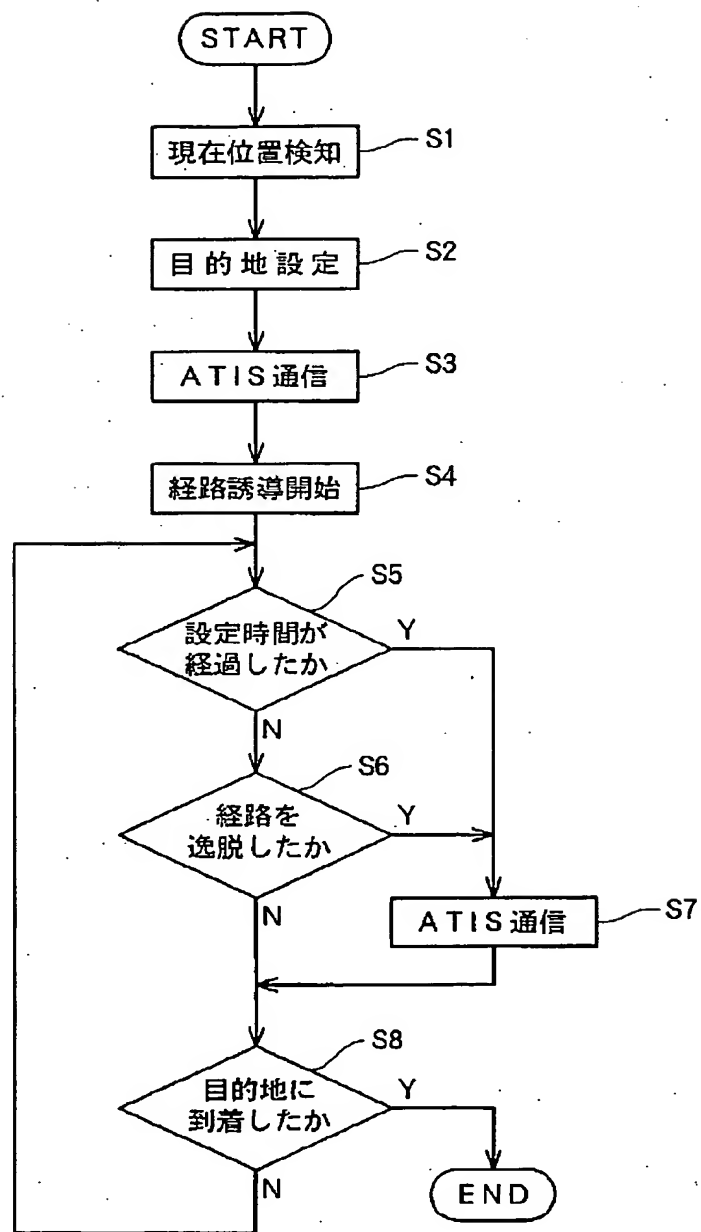 START
現在位置検知
S1
目的地設定
S2
ATIS通信
S3
経路誘導開始
S4
S5
設定時間が
経過したか
Y
N
S6
経路を
逸脱したか
Y
N
ATIS通信
S7
S8
目的地に
到着したか
Y
N
END